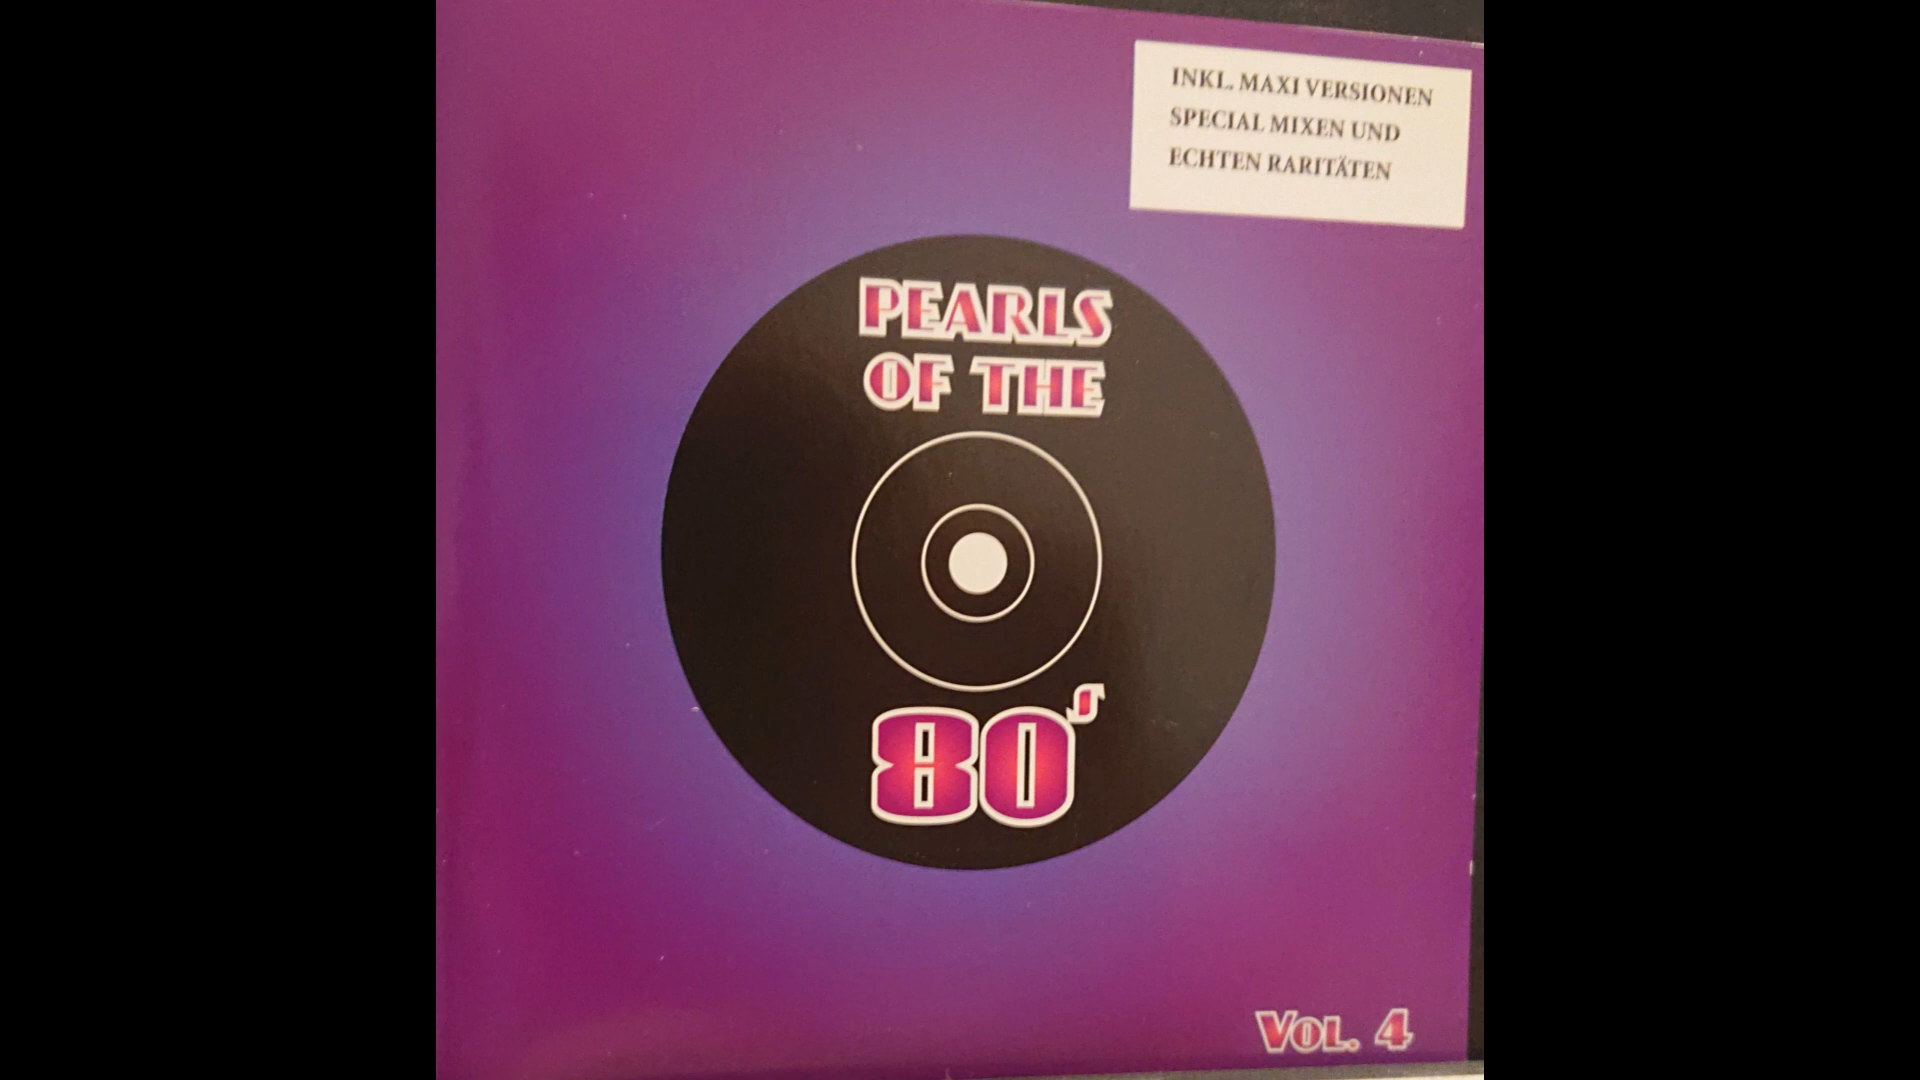 INKL. MAXI VERSIONEN
SPECIAL MIXEN UND
ECHTEN RARITÄTEN
PEARLS
OF THE
80's
VOL. 4